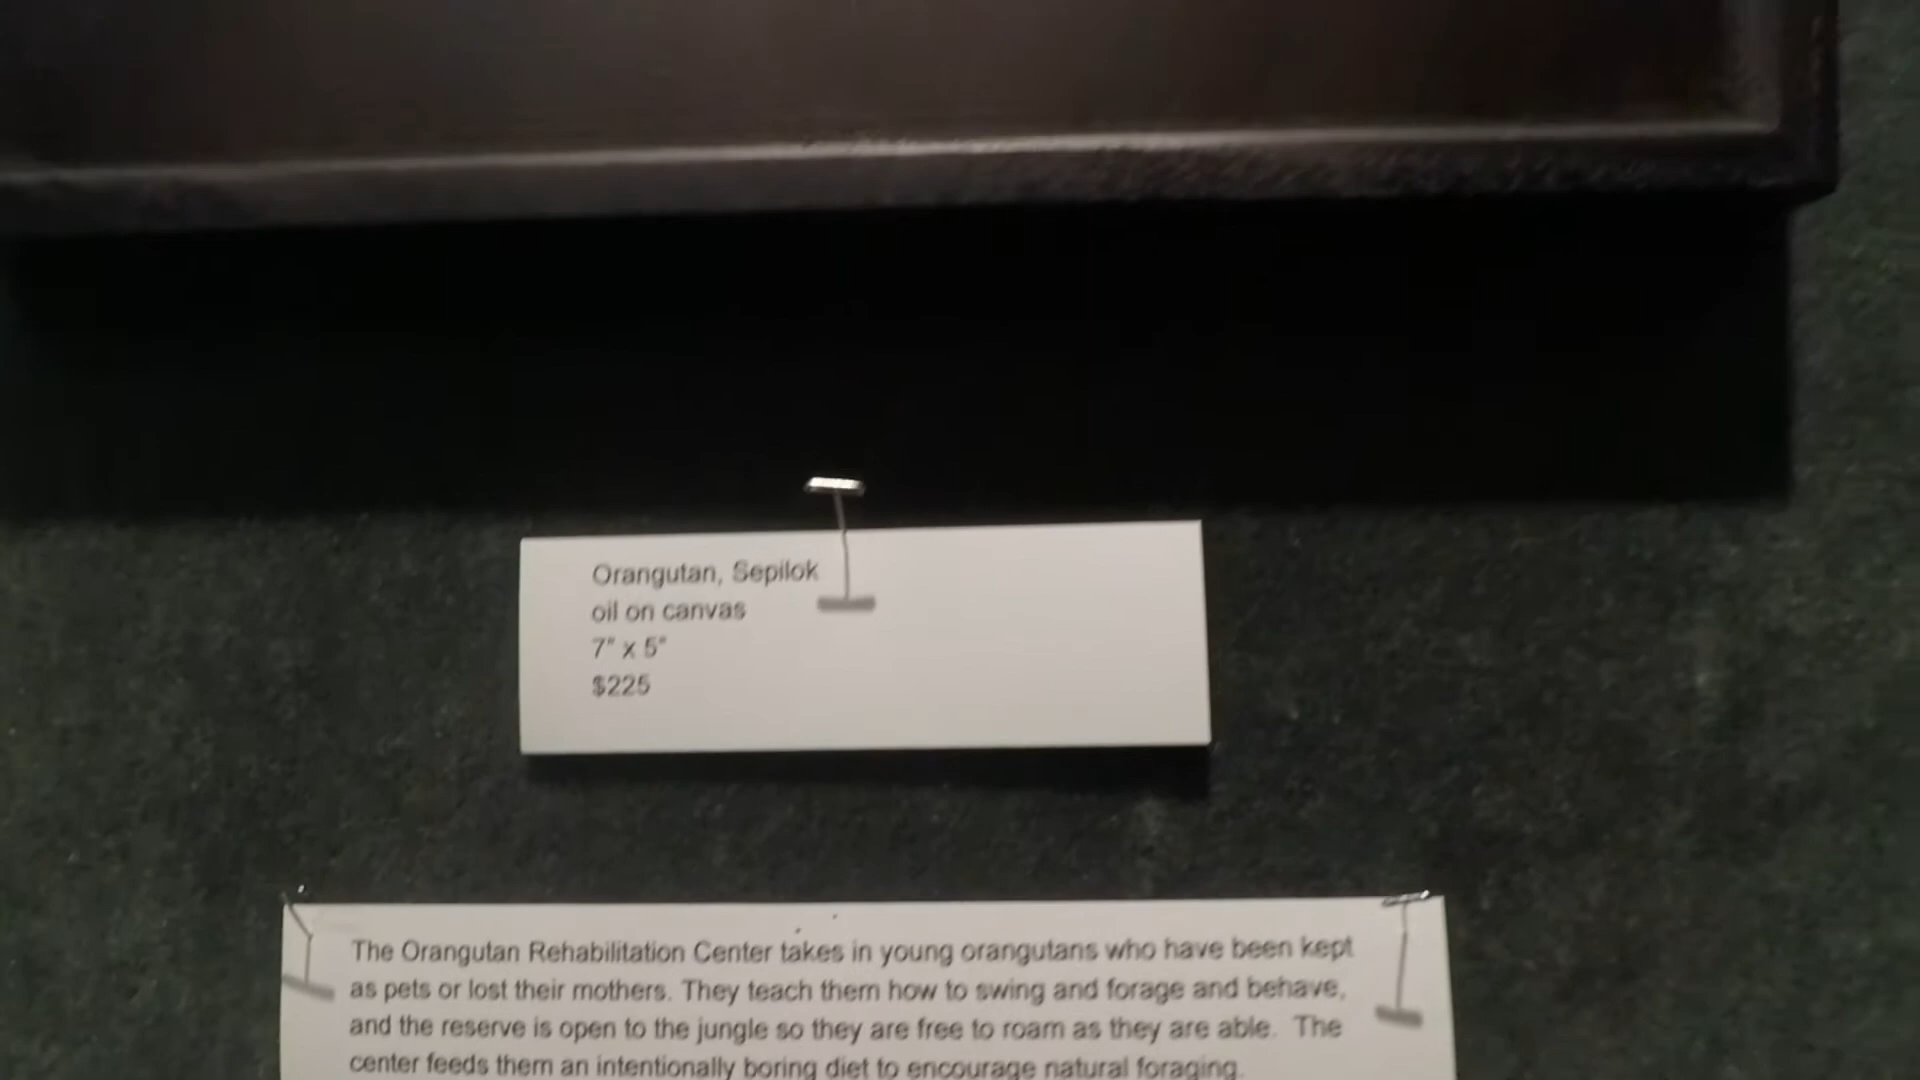 Orangutan, Sepilok
oil on canvas
7" x 5"
$225
The Orangutan Rehabilitation Center takes in young orangutans who have been kept
as pets or lost their mothers. They teach them how to swing and forage and behave,
and the reserve is open to the jungle so they are free to roam as they are able. The
center feeds them an intentionally boring diet to encourage natural foraging.